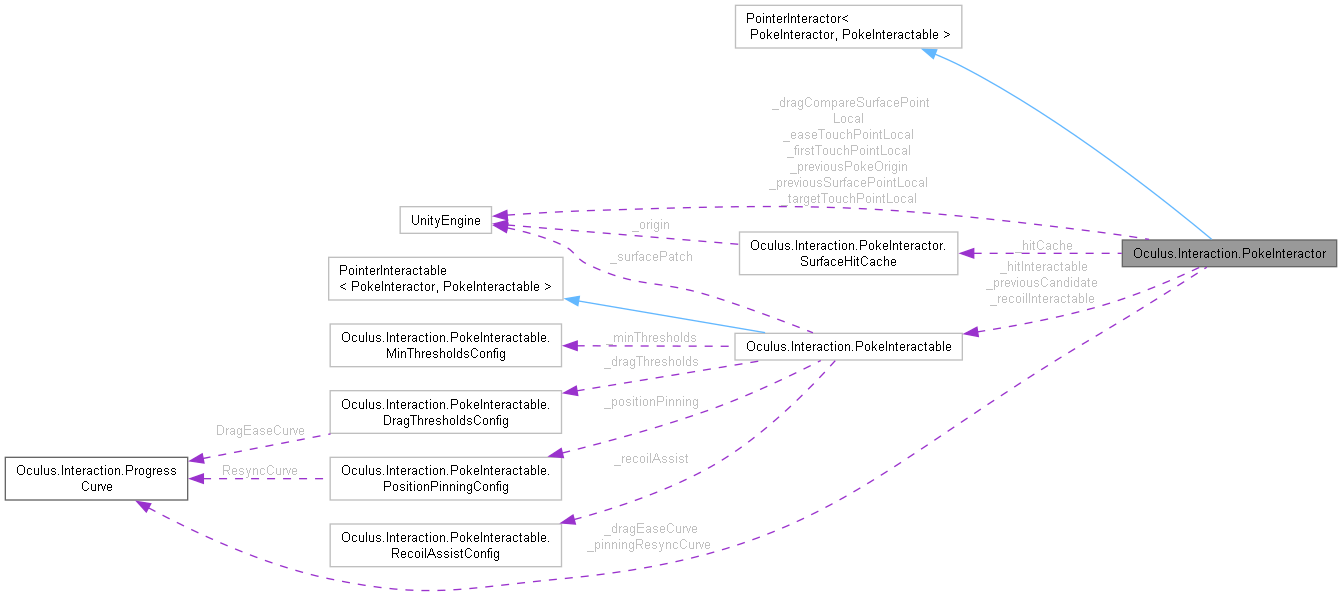 PointerInteractor<
PokeInteractor, PokeInteractable >
_dragCompareSurfacePoint
Local
_easeTouchPointLocal
_firstTouchPointLocal
_previousPokeOrigin
_previousSurfacePointLocal
_targetTouchPointLocal
UnityEngine
_origin
_surfacePatch
Oculus.Interaction.PokeInteractor.
SurfaceHitCache
_hitCache
Oculus.Interaction.PokeInteractor
_hitInteractable
_previousCandidate
_recoilInteractable
PointerInteractable
< PokeInteractor, PokeInteractable >
Oculus.Interaction.PokeInteractable.
MinThresholdsConfig
_minThresholds
Oculus.Interaction.PokeInteractable
_dragThresholds
Oculus.Interaction.PokeInteractable.
DragThresholdsConfig
_positionPinning
DragEaseCurve
Oculus.Interaction.Progress
Curve
ResyncCurve
Oculus.Interaction.PokeInteractable.
PositionPinningConfig
_recoilAssist
Oculus.Interaction.PokeInteractable.
RecoilAssistConfig
_dragEaseCurve
_pinningResyncCurve